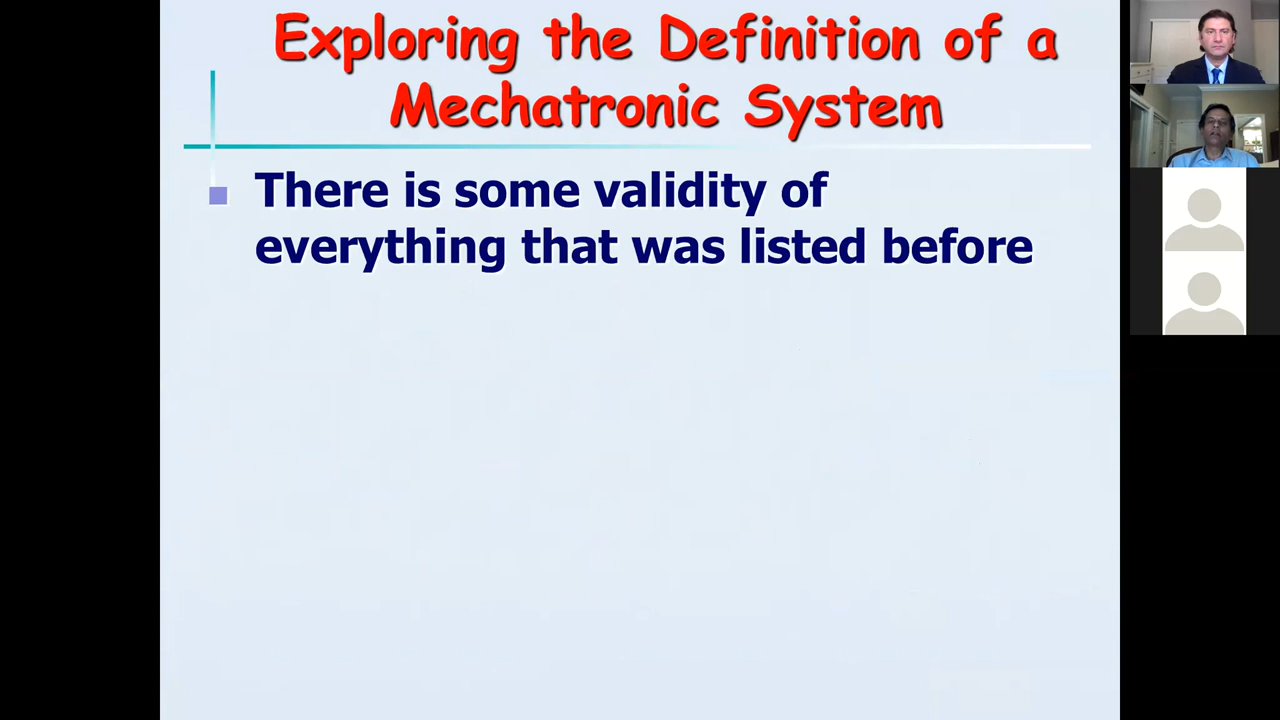 Exploring the Definition of a
Mechatronic System
There is some validity of
everything that was listed before